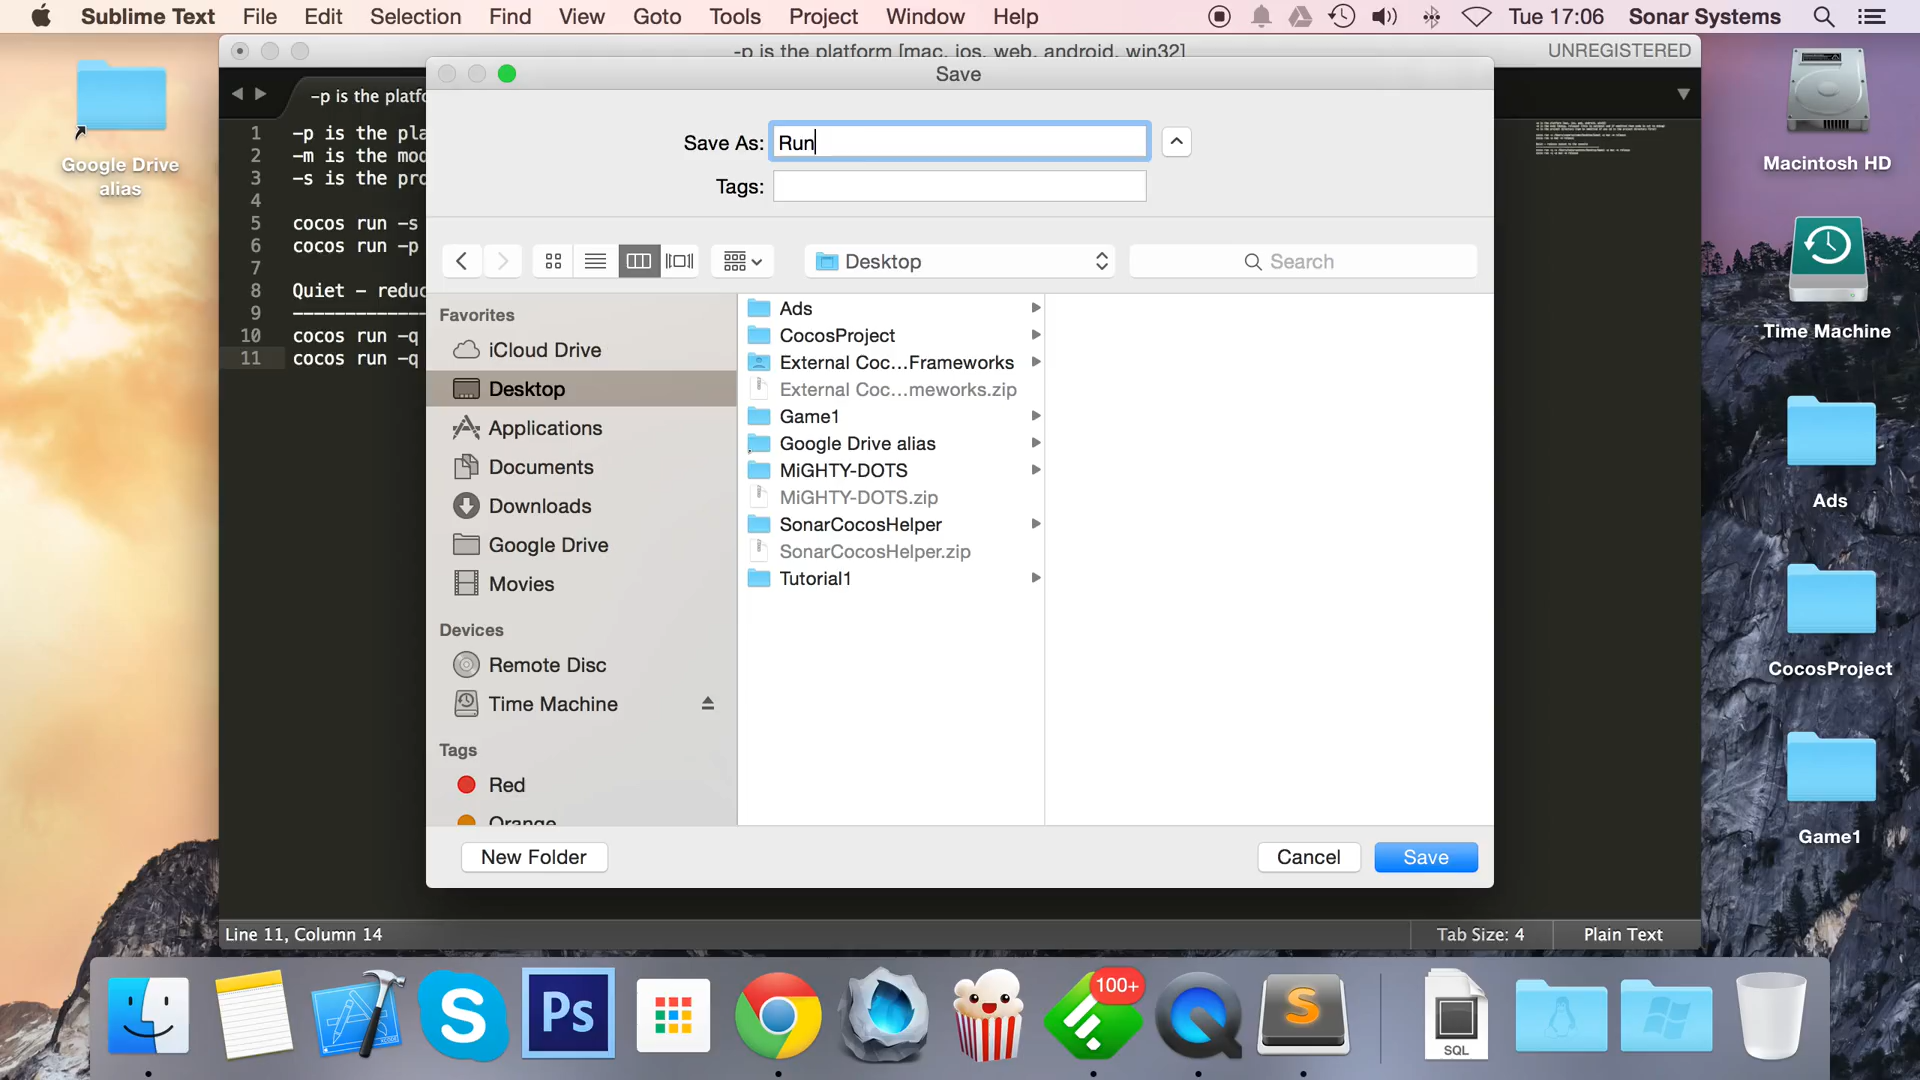 Sublime Text File Edit Selection Find View Goto Tools Project Window Help Tue 17:06 Sonar Systems
-p is the platform [mac, ios, web, android, win32]
UNREGISTERED
Save
-p is the platfo
1 -p is the pla
2 -m is the mod
3 -s is the pro
4
5 cocos run -s
6 cocos run -p
7
8 Quiet - reduc
9 -------------
10 cocos run -q
11 cocos run -q
Save As: Run
Tags:
Desktop
Search
Favorites
iCloud Drive
Desktop
Applications
Documents
Downloads
Google Drive
Movies
Devices
Remote Disc
Time Machine
Tags
Red
Orange
Ads
CocosProject
External Coc...Frameworks
External Coc...meworks.zip
Game1
Google Drive alias
MiGHTY-DOTS
MiGHTY-DOTS.zip
SonarCocosHelper
SonarCocosHelper.zip
Tutorial1
New Folder
Cancel
Save
Line 11, Column 14
Tab Size: 4
Plain Text
Google Drive
alias
Macintosh HD
Time Machine
Ads
CocosProject
Game1
S
Ps
100+
S
SQL